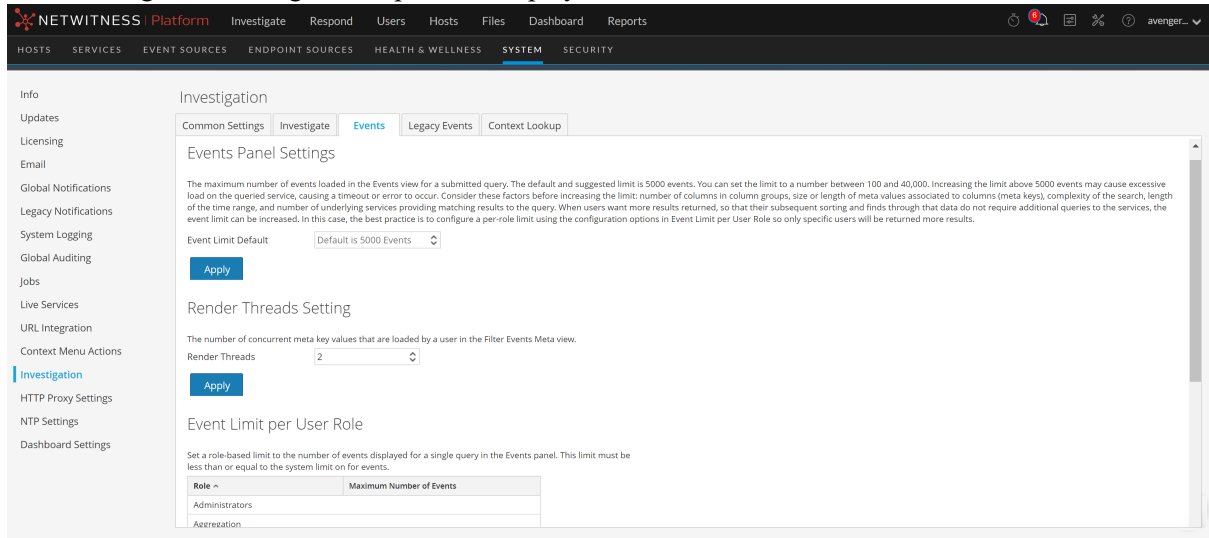 NETWITNESS Platform Investigate Respond Users Hosts Files Dashboard Reports 6 avenger...
HOSTS SERVICES EVENT SOURCES ENDPOINT SOURCES HEALTH & WELLNESS SYSTEM SECURITY
Info
Updates
Licensing
Email
Global Notifications
Legacy Notifications
System Logging
Global Auditing
Jobs
Live Services
URL Integration
Context Menu Actions
Investigation
HTTP Proxy Settings
NTP Settings
Dashboard Settings
Investigation
Common Settings Investigate Events Legacy Events Context Lookup
Events Panel Settings
The maximum number of events loaded in the Events view for a submitted query. The default and suggested limit is 5000 events. You can set the limit to a number between 100 and 40,000. Increasing the limit above 5000 events may cause excessive
load on the queried service, causing a timeout or error to occur. Consider these factors before increasing the limit: number of columns in column groups, size or length of meta values associated to columns (meta keys), complexity of the search, length
of the time range, and number of underlying services providing matching results to the query. When users want more results returned, so that their subsequent sorting and finds through that data do not require additional queries to the services, the
event limit can be increased. In this case, the best practice is to configure a per-role limit using the configuration options in Event Limit per User Role so only specific users will be returned more results.
Event Limit Default Default is 5000 Events
Apply
Render Threads Setting
The number of concurrent meta key values that are loaded by a user in the Filter Events Meta view.
Render Threads 2
Apply
Event Limit per User Role
Set a role-based limit to the number of events displayed for a single query in the Events panel. This limit must be
less than or equal to the system limit on for events.
Role Maximum Number of Events
Administrators
Aggregation